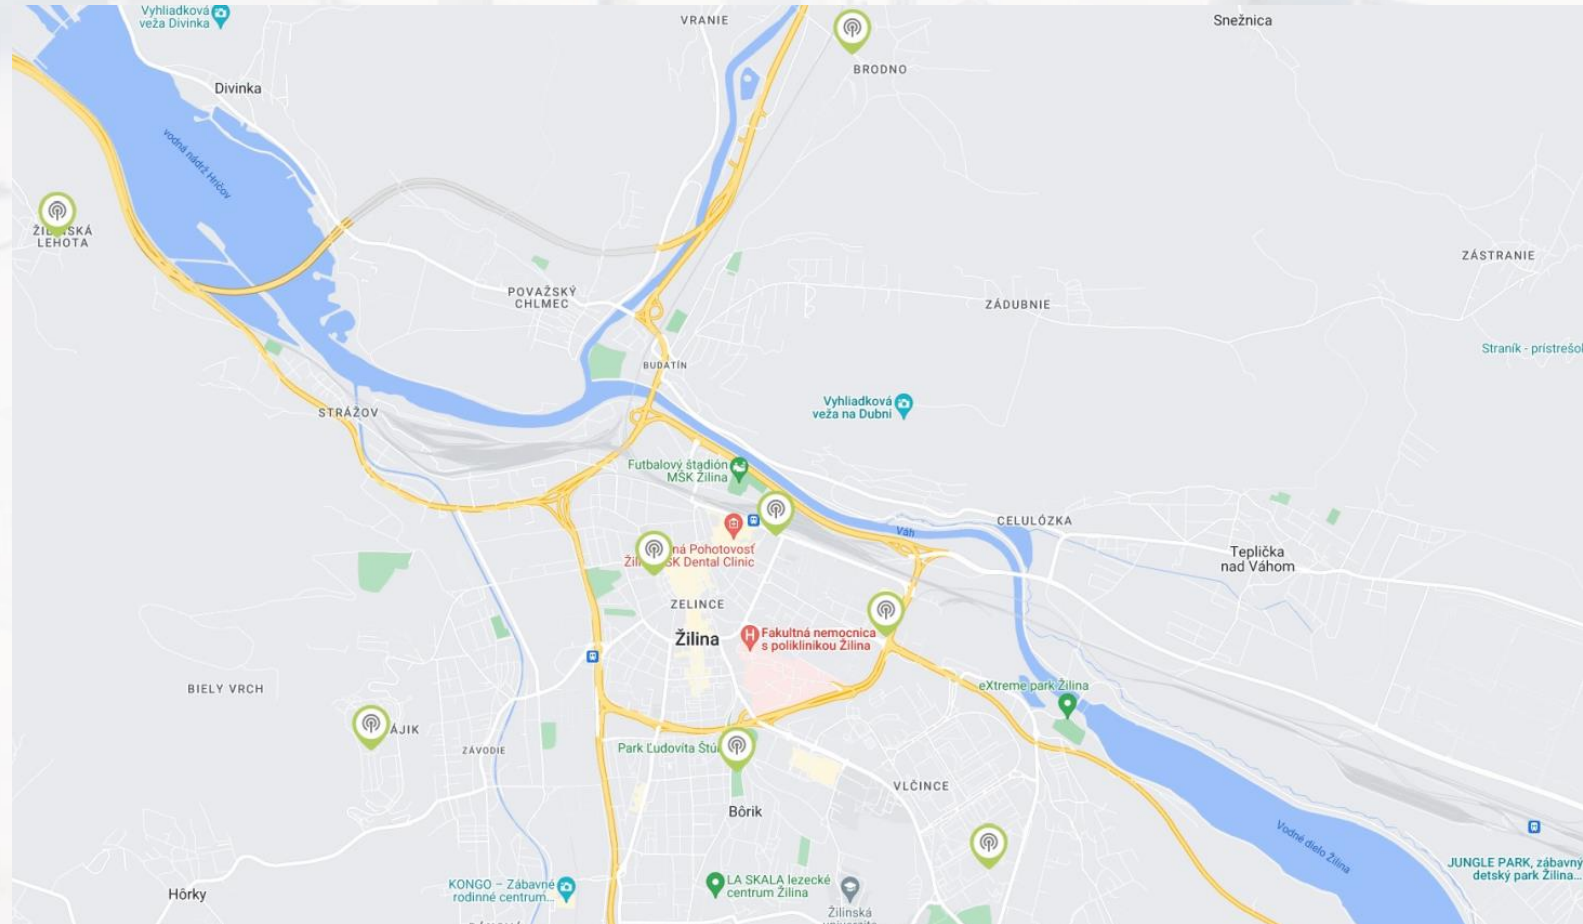 Vyhliadková
veža Divinka
VRANIE
Snežnica
BRODNO
Divinka
vodná nádrž Hričov
LEHOTA
ZÁSTRANIE
POVAŽSKÝ
CHLMEC
ZÁDUBNIE
Straník - prístrešok
BUDATÍN
Vyhliadková
veža na Dubni
STRÁŽOV
Futbalový štadión
MŠK Žilina
CELULÓZKA
Váh
Teplička
nad Váhom
Pohotovosť
Dental Clinic
ZELINCE
Žilina
H
Fakultná nemocnica
s poliklinikou Žilina
eXtreme park Žilina
BIELY VRCH
ÁJIK
ZÁVODIE
Park Ľudovíta Štú
VLČINCE
Bôrik
Vodné dielo Žilina
JUNGLE PARK, zábavný
detský park Žilina...
Hôrky
KONGO – Zábavné
rodinné centrum...
LA SKALA lezecké
centrum Žilina
Žilinská